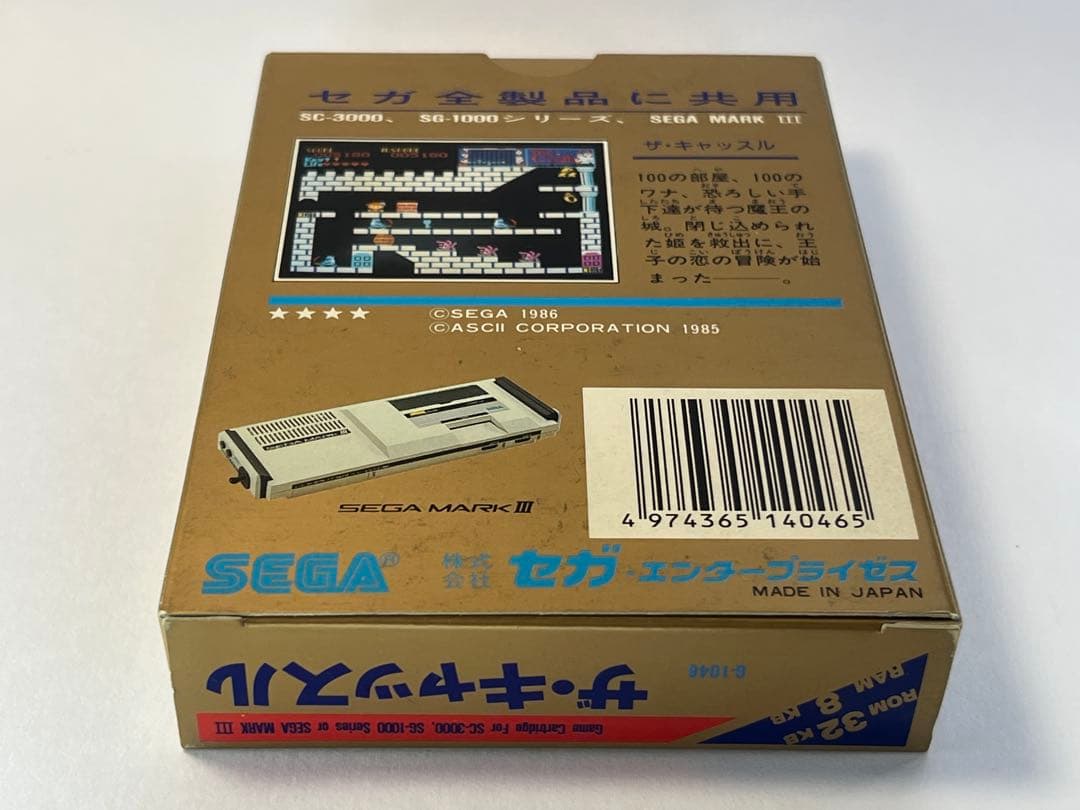 セガ全製品に共用
SC-3000、 SG-1000シリーズ、 SEGA MARK III
ザ・キャッスル
100の部屋、100の
ワナ、恐ろしい手
下達が待つ魔王の
城。閉じ込められ
た姫を救出に、王
子の恋の冒険が始
まった――。
★★★★
©SEGA 1986
©ASCII CORPORATION 1985
SEGA MARK III
SEGA MARK III
4 974365 140465
SEGA® 株式会社 セガ・エンタープライゼス
MADE IN JAPAN
ザ・キャッスル
G-1046
ROM 32 KB
RAM 8 KB
Game Cartridge For SC-3000, SG-1000 Series or SEGA MARK III